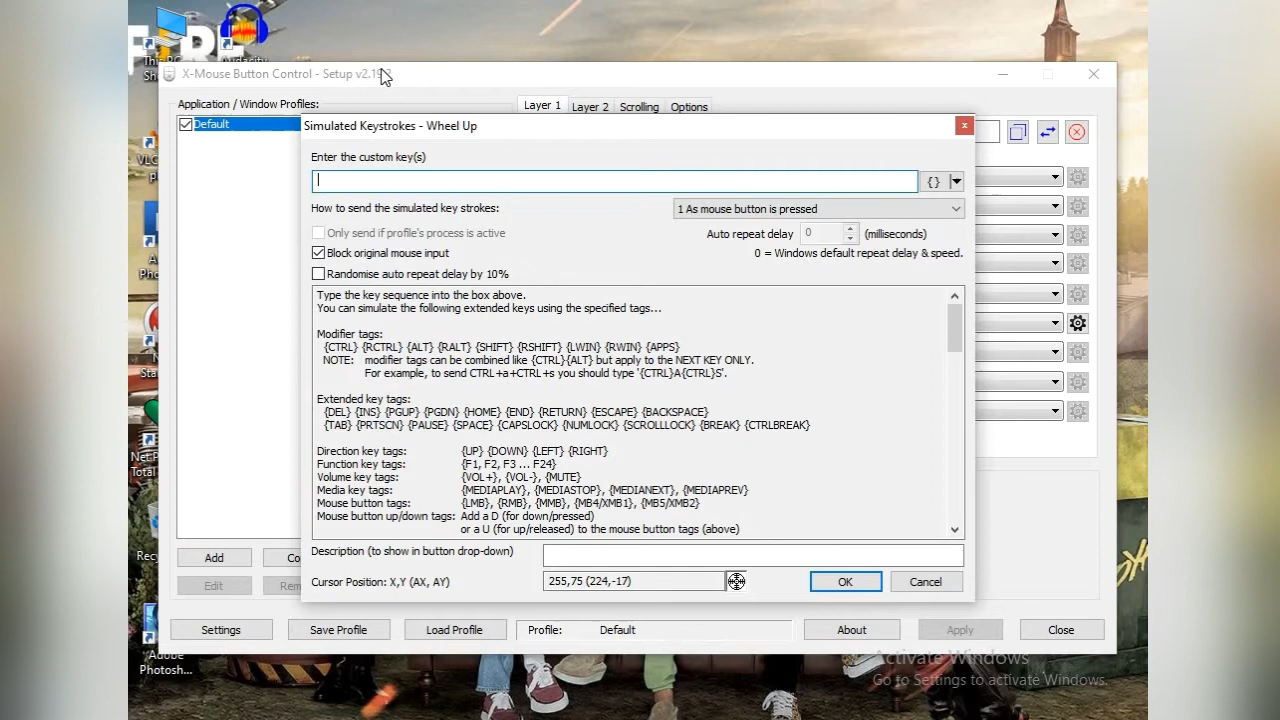 FIRE
Audacity
X-Mouse Button Control - Setup v2.19
Application / Window Profiles:
Layer 1
Layer 2
Scrolling
Options
Default
Simulated Keystrokes - Wheel Up
Enter the custom key(s)
{}
How to send the simulated key strokes:
1 As mouse button is pressed
Only send if profile's process is active
Auto repeat delay
0
(milliseconds)
Block original mouse input
0 = Windows default repeat delay & speed.
Randomise auto repeat delay by 10%
Type the key sequence into the box above.
You can simulate the following extended keys using the specified tags...
Modifier tags:
{CTRL} {RCTRL} {ALT} {RALT} {SHIFT} {RSHIFT} {LWIN} {RWIN} {APPS}
NOTE: modifier tags can be combined like {CTRL}{ALT} but apply to the NEXT KEY ONLY.
For example, to send CTRL+a+CTRL+s you should type '{CTRL}A{CTRL}S'.
Extended key tags:
{DEL} {INS} {PGUP} {PGDN} {HOME} {END} {RETURN} {ESCAPE} {BACKSPACE}
{TAB} {PRTSCN} {PAUSE} {SPACE} {CAPSLOCK} {NUMLOCK} {SCROLLLOCK} {BREAK} {CTRLBREAK}
Direction key tags: {UP} {DOWN} {LEFT} {RIGHT}
Function key tags: {F1, F2, F3 ... F24}
Volume key tags: {VOL+}, {VOL-}, {MUTE}
Media key tags: {MEDIAPLAY}, {MEDIASTOP}, {MEDIANEXT}, {MEDIAPREV}
Mouse button tags: {LMB}, {RMB}, {MMB}, {MB4/XMB1}, {MB5/XMB2}
Mouse button up/down tags: Add a D (for down/pressed)
or a U (for up/released) to the mouse button tags (above)
Description (to show in button drop-down)
Cursor Position: X,Y (AX, AY)
255,75 (224,-17)
OK
Cancel
Add
Co
Edit
Rem
Settings
Save Profile
Load Profile
Profile:
Default
About
Apply
Close
Adobe
Photosh...
Activate Windows
Go to Settings to activate Windows.